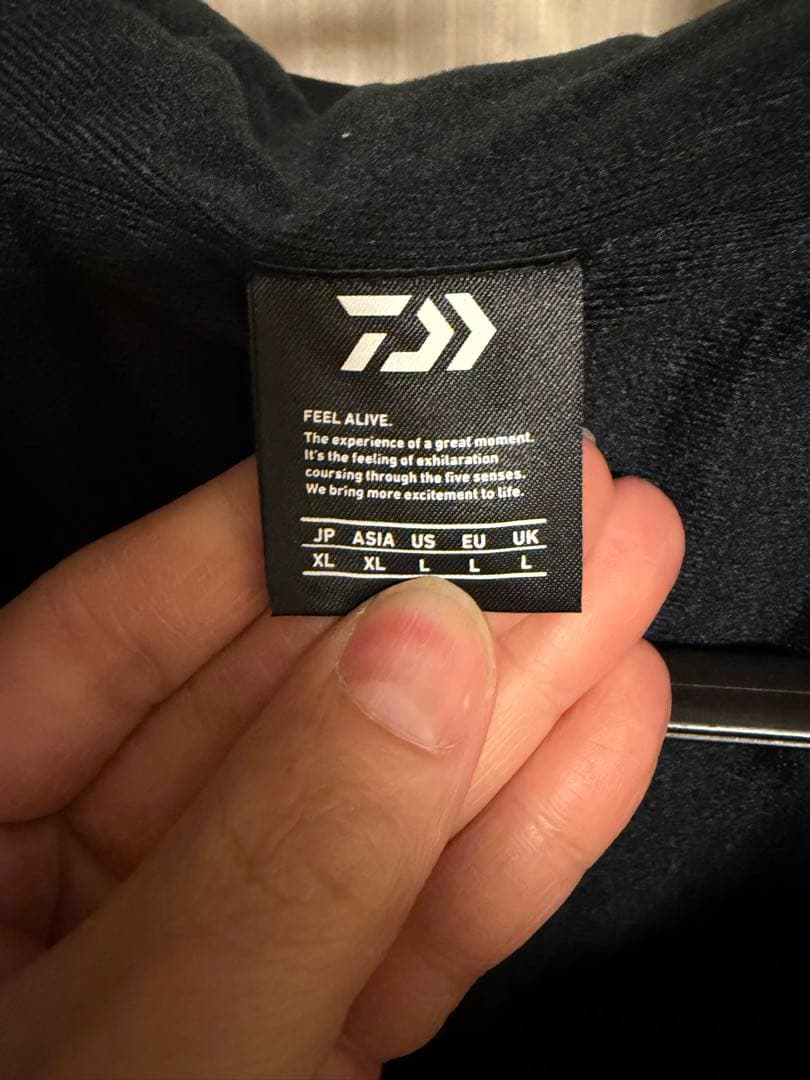 FEEL ALIVE.
The experience of a great moment.
It's the feeling of exhilaration
coursing through the five senses.
We bring more excitement to life.
JP ASIA US EU UK
XL XL L L L